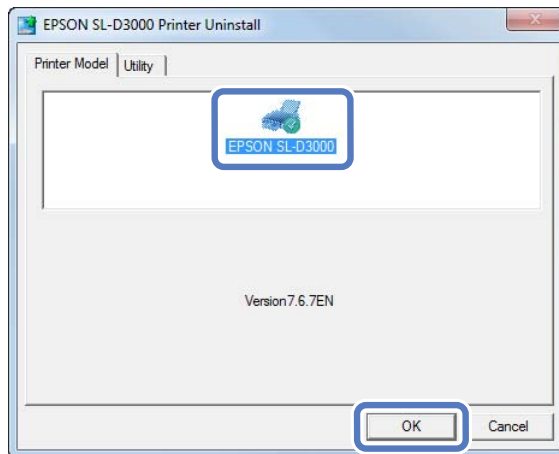 EPSON SL-D3000 Printer Uninstall
Printer Model Utility
EPSON SL-D3000
Version7.6.7EN
OK Cancel